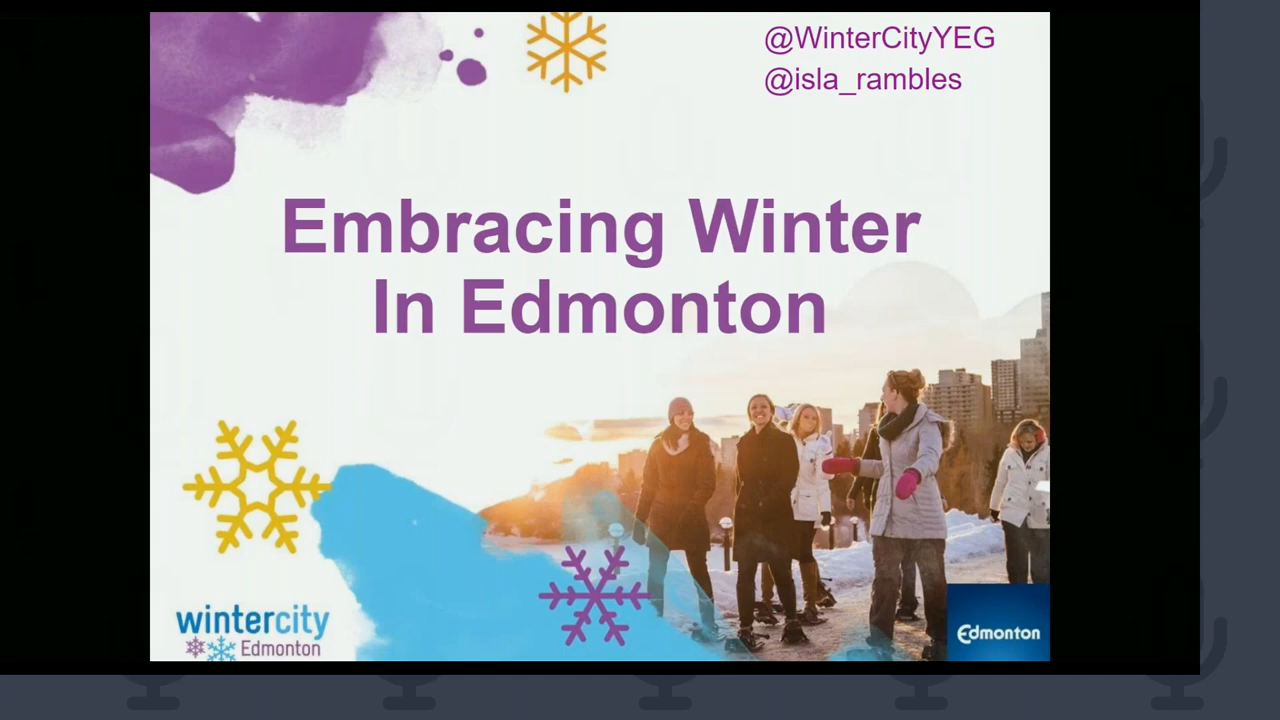 @WinterCityYEG
@isla_rambles
Embracing Winter
In Edmonton
wintercity
Edmonton
Edmonton